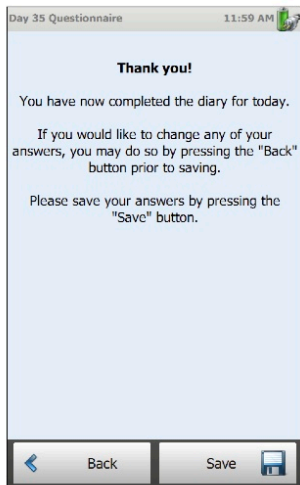 Day 35 Questionnaire 11:59 AM
Thank you!
You have now completed the diary for today.
If you would like to change any of your
answers, you may do so by pressing the "Back"
button prior to saving.
Please save your answers by pressing the
"Save" button.
Back Save